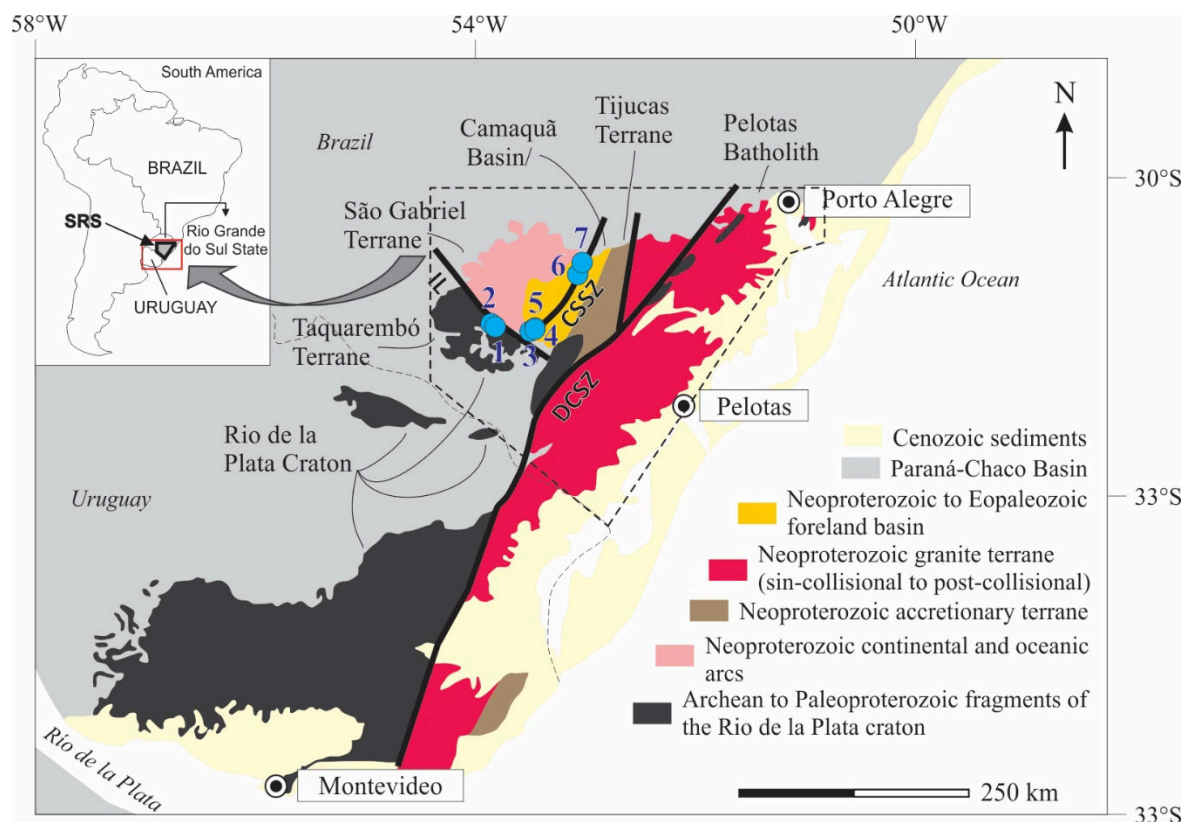 58°W
54°W
50°W
South America
BRAZIL
SRS
Rio Grande
do Sul State
URUGUAY
Brazil
Camaquã
Basin/
Tijucas
Terrane
Pelotas
Batholith
N
30°S
Porto Alegre
São Gabriel
Terrane
Atlantic Ocean
IL
7
6
5
2
CSSZ
4
1
3
Taquarembó
Terrane
DCSZ
Pelotas
Rio de la
Plata Craton
Uruguay
33°S
Cenozoic sediments
Paraná-Chaco Basin
Neoproterozoic to Eopaleozoic
foreland basin
Neoproterozoic granite terrane
(sin-collisional to post-collisional)
Neoproterozoic accretionary terrane
Neoproterozoic continental and oceanic
arcs
Archean to Paleoproterozoic fragments of
the Rio de la Plata craton
Rio de la Plata
Montevideo
250 km
33°S